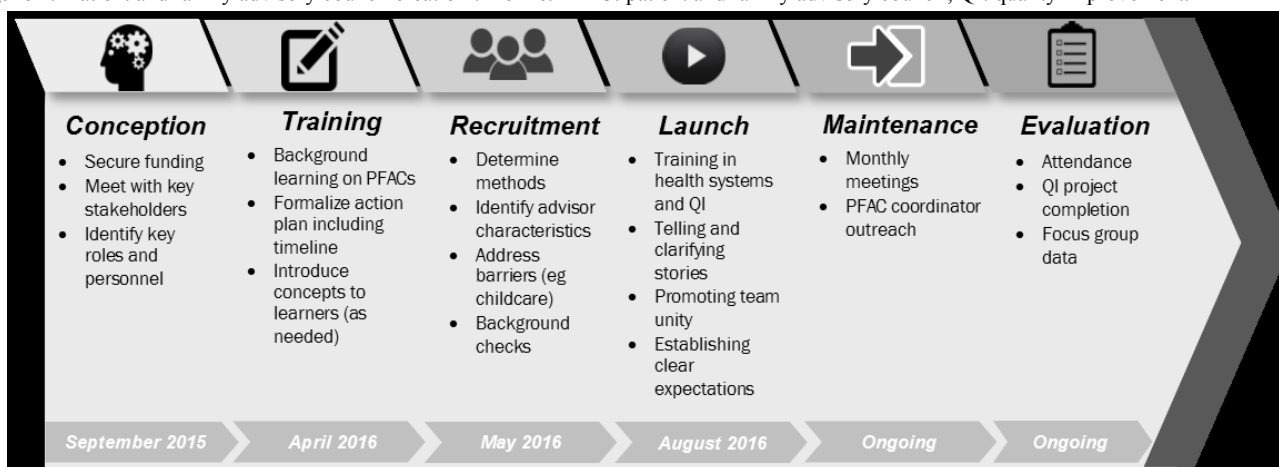 Conception
Secure funding
Meet with key
stakeholders
Identify key
roles and
personnel
Training
Background
learning on PFACs
Formalize action
plan including
timeline
Introduce
concepts to
learners (as
needed)
Recruitment
Determine
methods
Identify advisor
characteristics
Address
barriers (eg
childcare)
Background
checks
Launch
Training in
health systems
and QI
Telling and
clarifying
stories
Promoting team
unity
Establishing
clear
expectations
Maintenance
Monthly
meetings
PFAC coordinator
outreach
Evaluation
Attendance
QI project
completion
Focus group
data
September 2015
April 2016
May 2016
August 2016
Ongoing
Ongoing